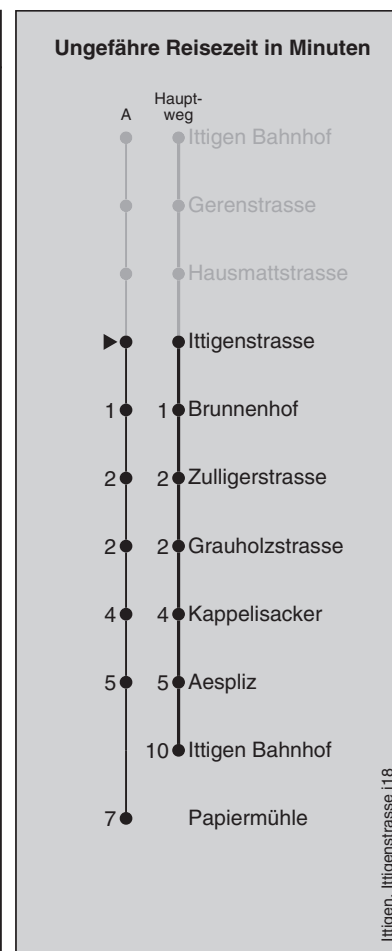 Ungefähre Reisezeit in Minuten
A
Haupt-
weg
Ittigen Bahnhof
Gerenstrasse
Hausmattstrasse
Ittigenstrasse
1 1 Brunnenhof
2 2 Zulligerstrasse
2 2 Grauholzstrasse
4 4 Kappelisacker
5 5 Aespliz
10 Ittigen Bahnhof
7 Papiermühle
Ittigen, Ittigenstrasse i18